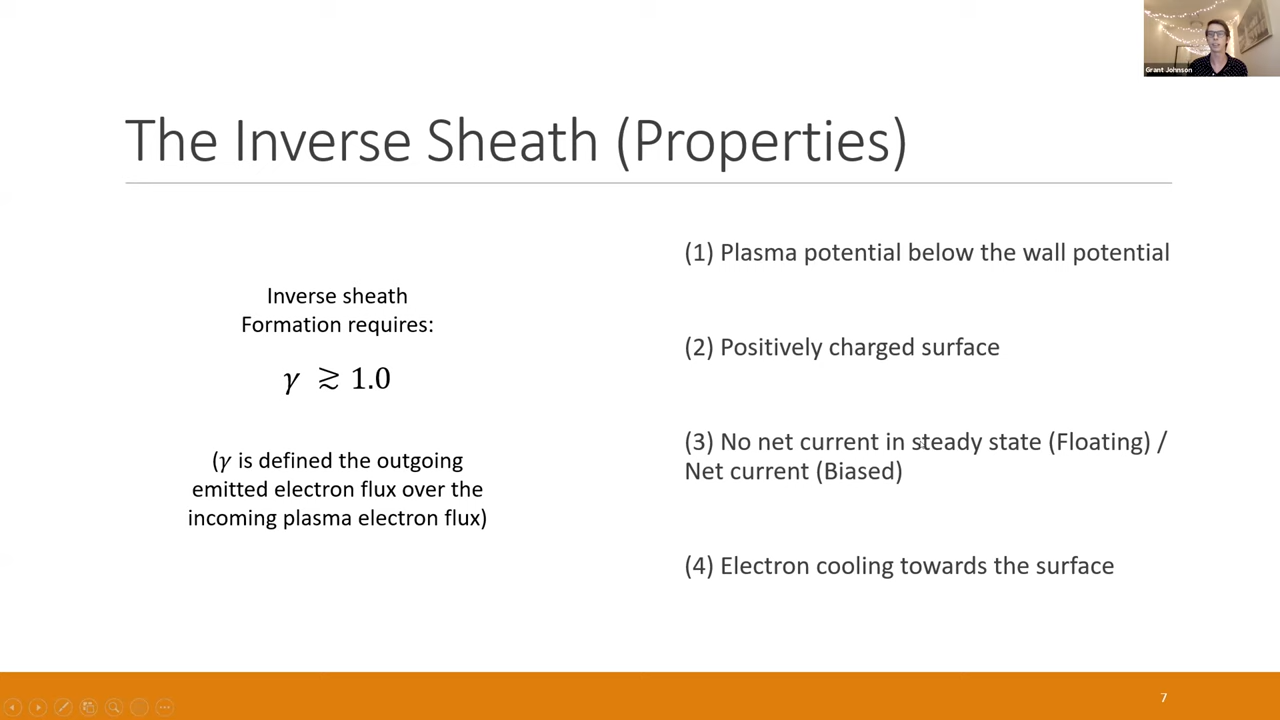 Grant Johnson
The Inverse Sheath (Properties)
Inverse sheath
Formation requires:
γ ≳ 1.0
(γ is defined the outgoing
emitted electron flux over the
incoming plasma electron flux)
(1) Plasma potential below the wall potential
(2) Positively charged surface
(3) No net current in steady state (Floating) /
Net current (Biased)
(4) Electron cooling towards the surface
7